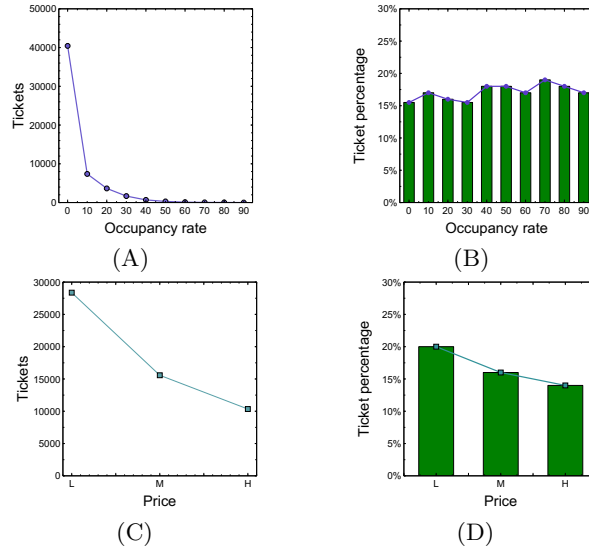 50000
40000
30000
20000
10000
0
Tickets
0 10 20 30 40 50 60 70 80 90
Occupancy rate
(A)
30%
25%
20%
15%
10%
5%
0%
Ticket percentage
0 10 20 30 40 50 60 70 80 90
Occupancy rate
(B)
30000
25000
20000
15000
10000
5000
0
Tickets
L M H
Price
(C)
30%
25%
20%
15%
10%
5%
0%
Ticket percentage
L M H
Price
(D)